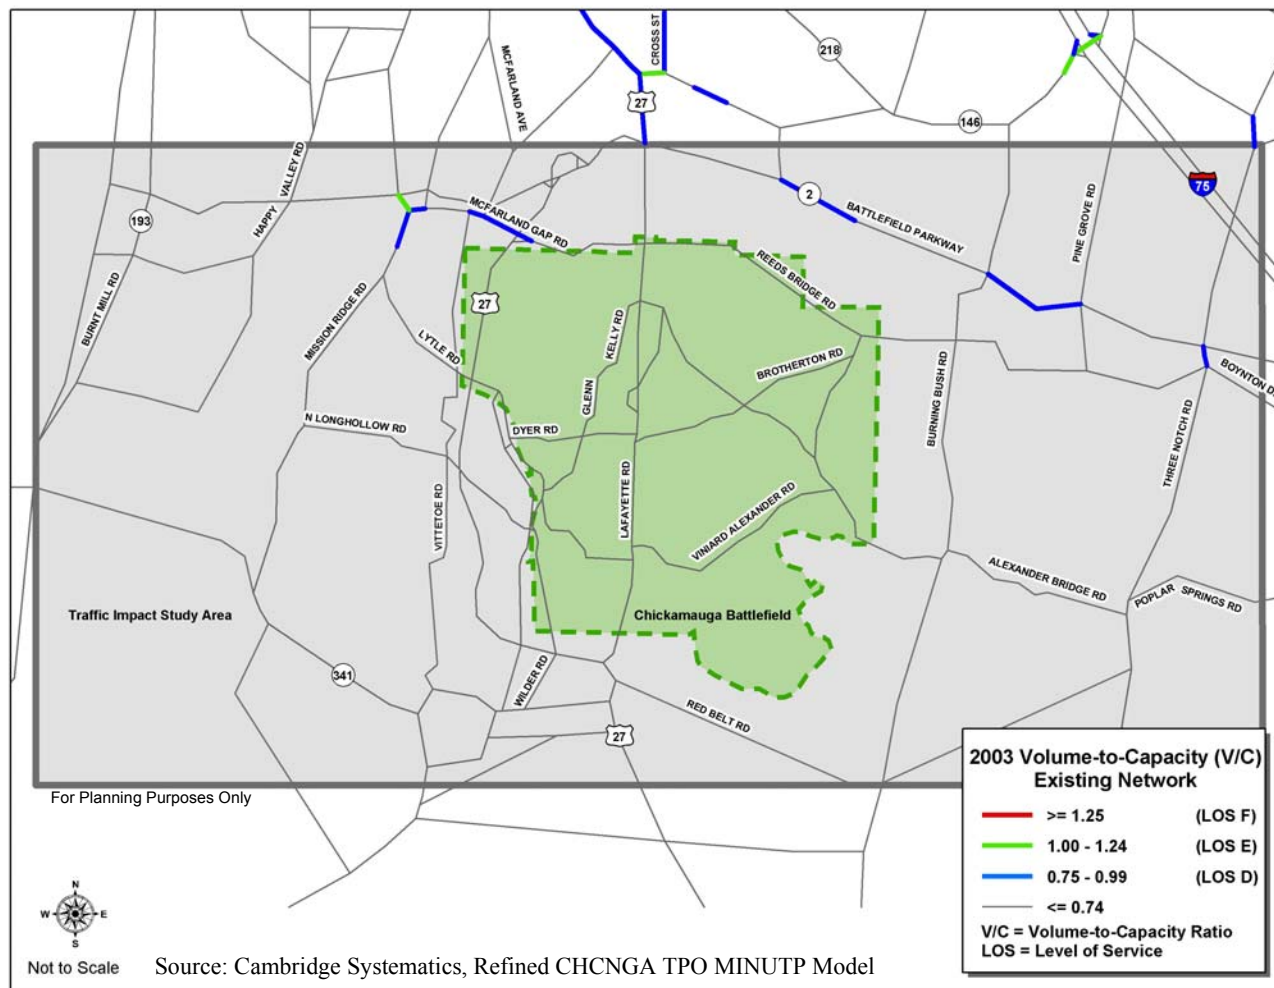 CROSS ST
218
MCFARLAND AVE
27
146
HAPPY VALLEY RD
75
193
MCFARLAND GAP RD
2
BATTLEFIELD PARKWAY
PINE GROVE RD
BURNT MILL RD
MISSION RIDGE RD
27
REEDS BRIDGE RD
LYTLE RD
GLENN KELLY RD
BROTHERTON RD
BURNING BUSH RD
BOYNTON D
N LONGHOLLOW RD
DYER RD
THREE NOTCH RD
VITTETOE RD
LAFAYETTE RD
VINIARD ALEXANDER RD
ALEXANDER BRIDGE RD
POPLAR SPRINGS RD
Traffic Impact Study Area
Chickamauga Battlefield
341
WILDER RD
RED BELT RD
27
For Planning Purposes Only
2003 Volume-to-Capacity (V/C)
Existing Network
>= 1.25 (LOS F)
1.00 - 1.24 (LOS E)
0.75 - 0.99 (LOS D)
<= 0.74
V/C = Volume-to-Capacity Ratio
LOS = Level of Service
N
W E
S
Not to Scale
Source: Cambridge Systematics, Refined CHCNGA TPO MINUTP Model